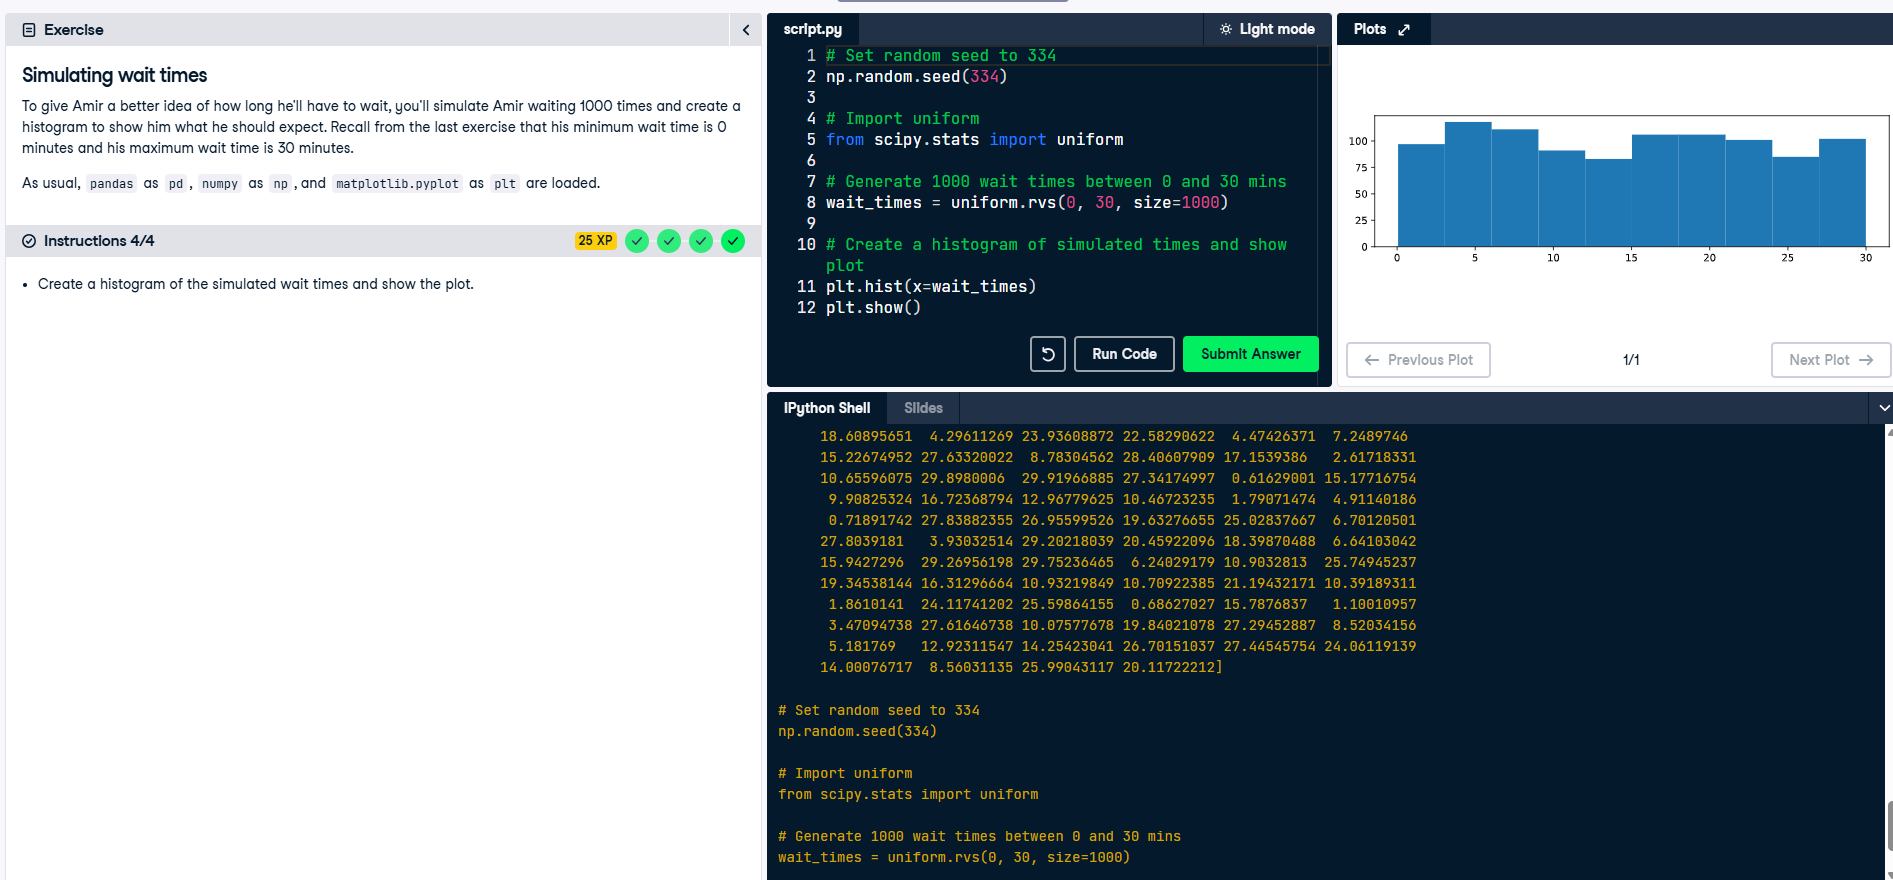 Exercise
Simulating wait times
To give Amir a better idea of how long he'll have to wait, you'll simulate Amir waiting 1000 times and create a
histogram to show him what he should expect. Recall from the last exercise that his minimum wait time is 0
minutes and his maximum wait time is 30 minutes.
As usual, pandas as pd , numpy as np , and matplotlib.pyplot as plt are loaded.
Instructions 4/4
25 XP
• Create a histogram of the simulated wait times and show the plot.
script.py
Light mode
1 # Set random seed to 334
2 np.random.seed(334)
3
4 # Import uniform
5 from scipy.stats import uniform
6
7 # Generate 1000 wait times between 0 and 30 mins
8 wait_times = uniform.rvs(0, 30, size=1000)
9
10 # Create a histogram of simulated times and show
plot
11 plt.hist(x=wait_times)
12 plt.show()
Run Code
Submit Answer
Plots
100
75
50
25
0
0 5 10 15 20 25 30
Previous Plot
1/1
Next Plot
IPython Shell
Slides
18.60895651 4.29611269 23.93608872 22.58290622 4.47426371 7.2489746
15.22674952 27.63320022 8.78304562 28.40607909 17.1539386 2.61718331
10.65596075 29.8980006 29.91966885 27.34174997 0.61629001 15.17716754
9.90825324 16.72368794 12.96779625 10.46723235 1.79071474 4.91140186
0.71891742 27.83882355 26.95599526 19.63276655 25.02837667 6.70120501
27.8039181 3.93032514 29.20218039 20.45922096 18.39870488 6.64103042
15.9427296 29.26956198 29.75236465 6.24029179 10.9032813 25.74945237
19.34538144 16.31296664 10.93219849 10.70922385 21.19432171 10.39189311
1.8610141 24.11741202 25.59864155 0.68627027 15.7876837 1.10010957
3.47094738 27.61646738 10.07577678 19.84021078 27.29452887 8.52034156
5.181769 12.92311547 14.25423041 26.70151037 27.44545754 24.06119139
14.00076717 8.56031135 25.99043117 20.11722212]
# Set random seed to 334
np.random.seed(334)
# Import uniform
from scipy.stats import uniform
# Generate 1000 wait times between 0 and 30 mins
wait_times = uniform.rvs(0, 30, size=1000)